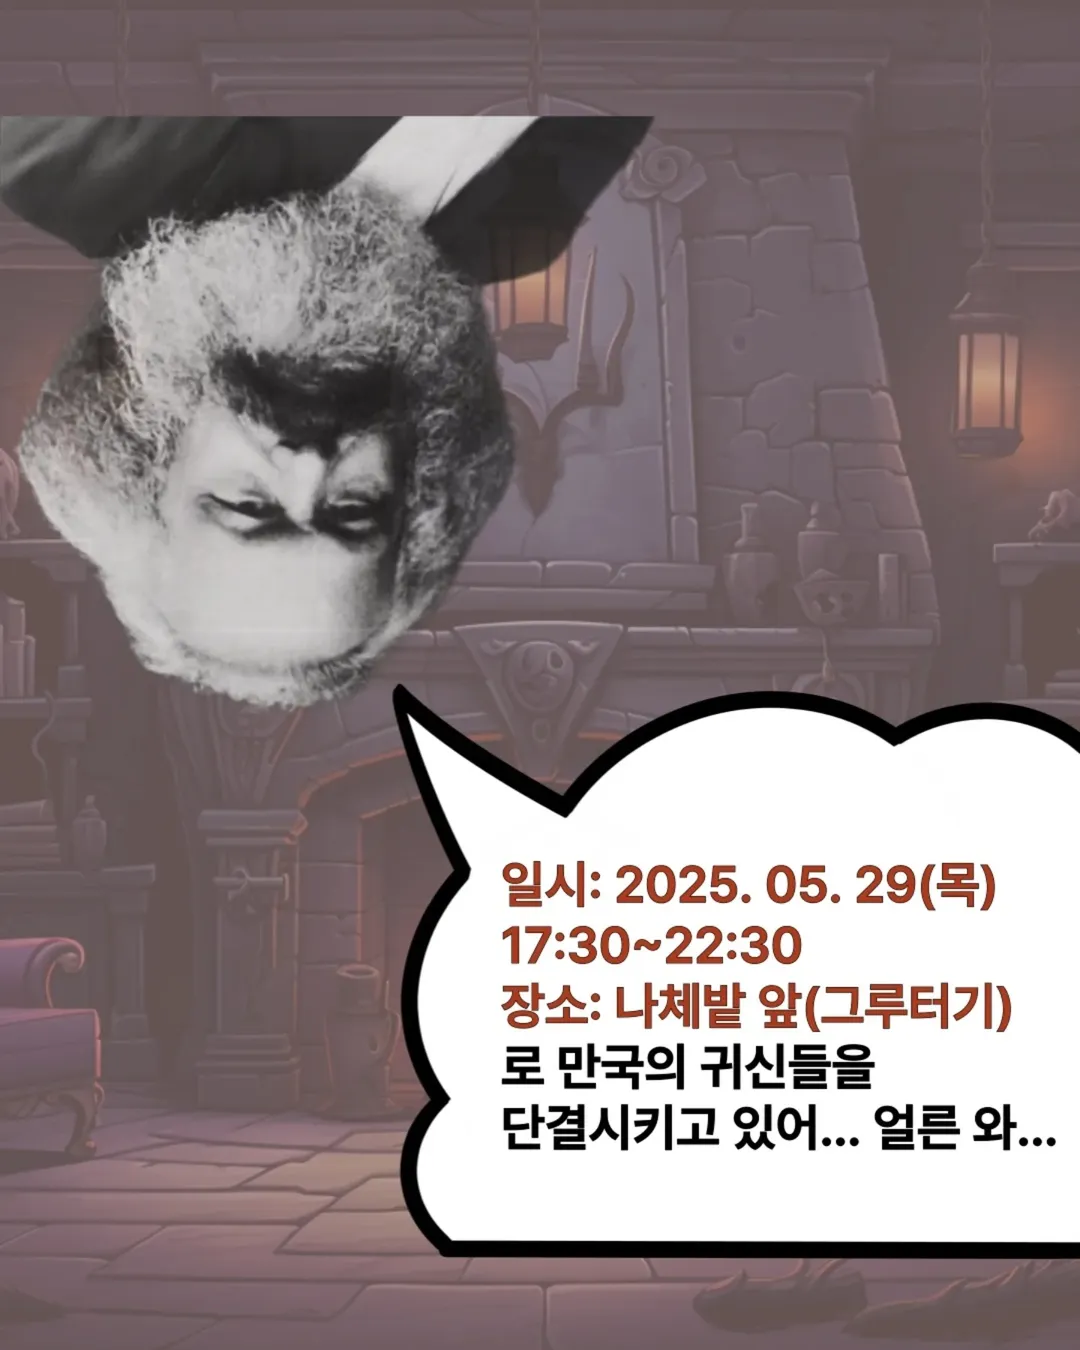 일시: 2025. 05. 29(목)
17:30~22:30
장소: 나체밭 앞(그루터기)
로 만국의 귀신들을
단결시키고 있어... 얼른 와...